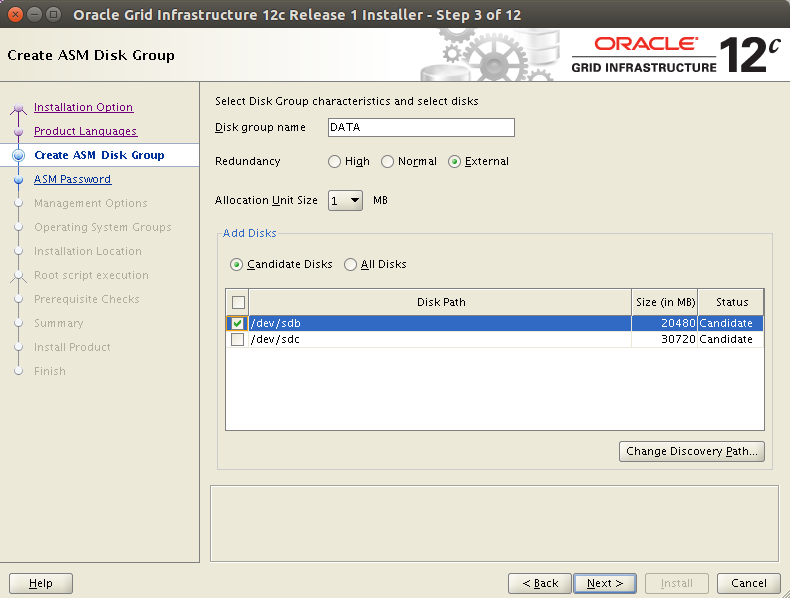 Oracle Grid Infrastructure 12c Release 1 Installer - Step 3 of 12
Create ASM Disk Group
ORACLE
GRID INFRASTRUCTURE 12c
Installation Option
Product Languages
Create ASM Disk Group
ASM Password
Management Options
Operating System Groups
Installation Location
Root script execution
Prerequisite Checks
Summary
Install Product
Finish
Select Disk Group characteristics and select disks
Disk group name DATA
Redundancy High Normal External
Allocation Unit Size 1 MB
Add Disks
Candidate Disks All Disks
Disk Path Size (in MB) Status
/dev/sdb 20480 Candidate
/dev/sdc 30720 Candidate
Change Discovery Path...
Help < Back Next > Install Cancel